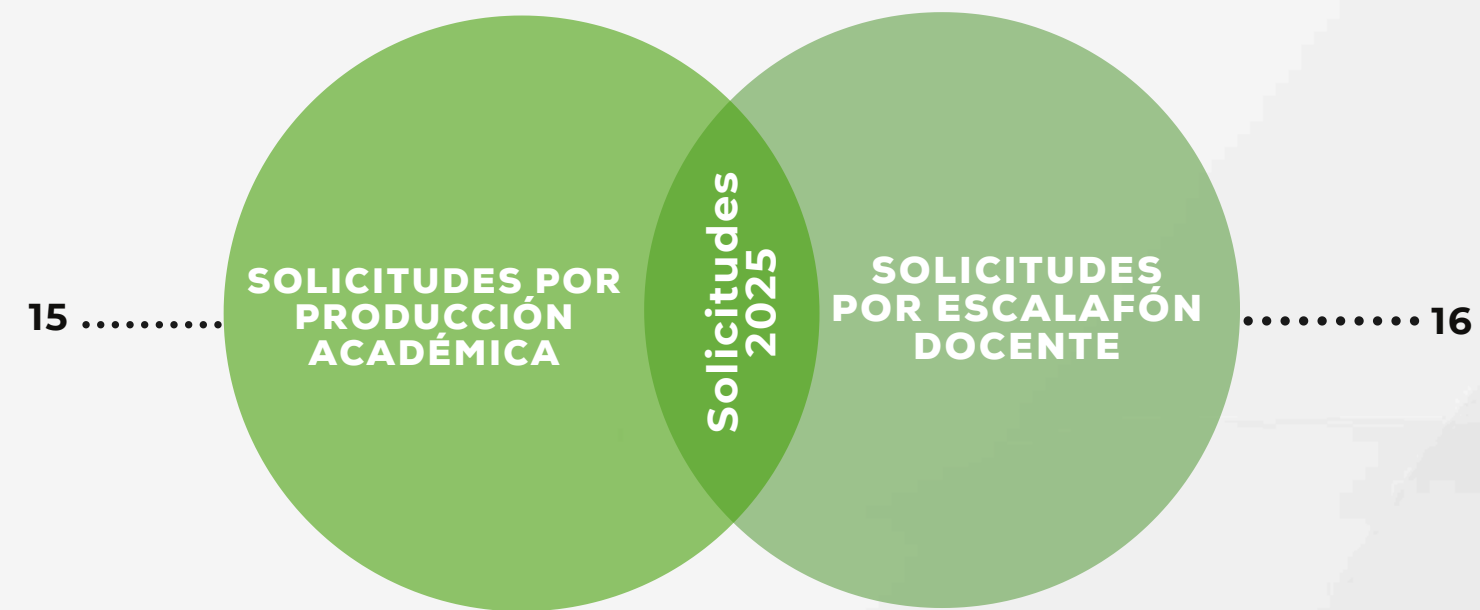 15
SOLICITUDES POR
PRODUCCIÓN
ACADÉMICA
Solicitudes
2025
SOLICITUDES
POR ESCALAFÓN
DOCENTE
16